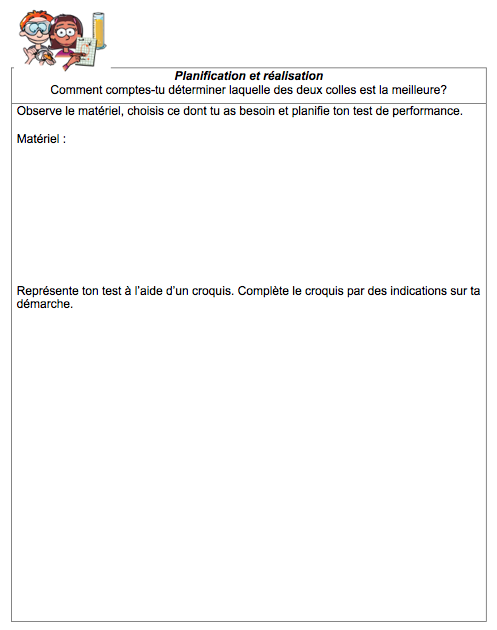 Planification et réalisation
Comment comptes-tu déterminer laquelle des deux colles est la meilleure?
Observe le matériel, choisis ce dont tu as besoin et planifie ton test de performance.
Matériel :
Représente ton test à l'aide d'un croquis. Complète le croquis par des indications sur ta
démarche.